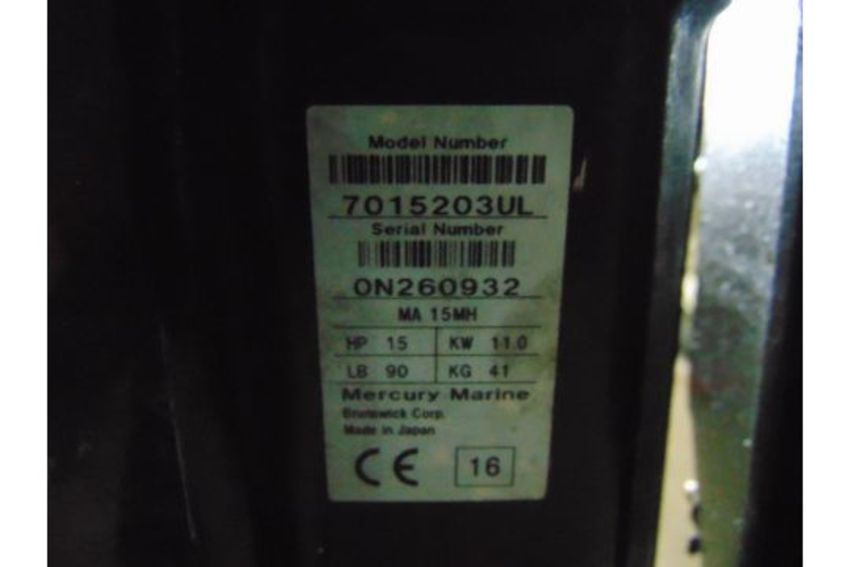 Model Number
7015203UL
Serial Number
0N260932
MA 15MH
HP 15 KW 11.0
LB 90 KG 41
Mercury Marine
Brunswick Corp.
Made in Japan
CE 16